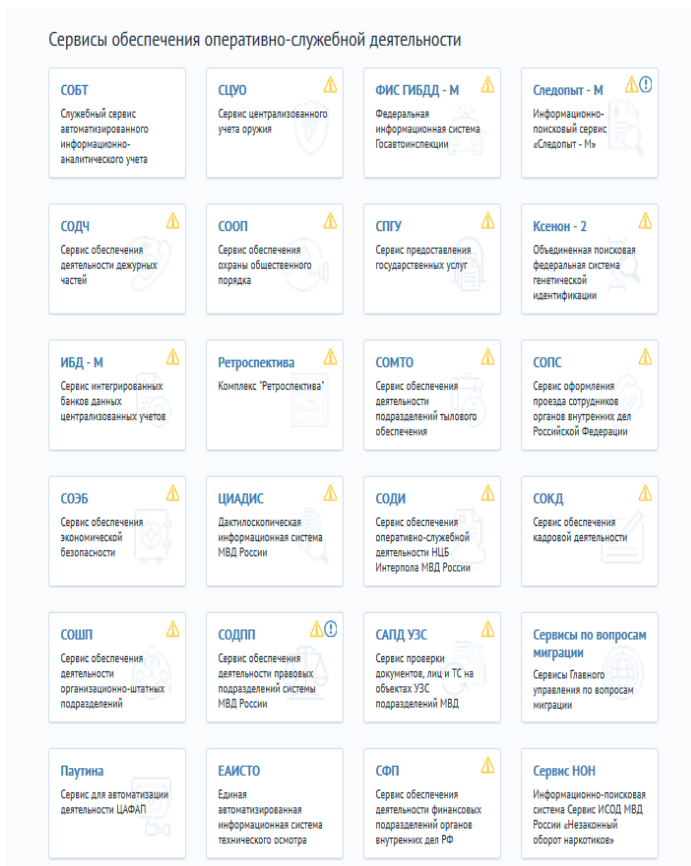 Сервисы обеспечения оперативно-служебной деятельности
СОБТ
Служебный сервис
автоматизированного
информационно-
аналитического учета
СЦУО
Сервис централизованного
учета оружия
ФИС ГИБДД - М
Федеральная
информационная система
Госавтоинспекции
Следопыт - М
Информационно-
поисковый сервис
«Следопыт - М»
СОДЧ
Сервис обеспечения
деятельности дежурных
частей
СООП
Сервис обеспечения
охраны общественного
порядка
СПГУ
Сервис предоставления
государственных услуг
Ксенон - 2
Объединенная поисковая
федеральная система
генетической
идентификации
ИБД - М
Сервис интегрированных
банков данных
централизованных учетов
Ретроспектива
Комплекс "Ретроспектива"
СОМТО
Сервис обеспечения
деятельности
подразделений тылового
обеспечения
СОПС
Сервис оформления
проезда сотрудников
органов внутренних дел
Российской Федерации
СОЭБ
Сервис обеспечения
экономической
безопасности
ЦИАДИС
Дактилоскопическая
информационная система
МВД России
СОДИ
Сервис обеспечения
оперативно-служебной
деятельности НЦБ
Интерпола МВД России
СОКД
Сервис обеспечения
кадровой деятельности
СОШП
Сервис обеспечения
деятельности
организационно-штатных
подразделений
СОДПП
Сервис обеспечения
деятельности правовых
подразделений системы
МВД России
САПД УЗС
Сервис проверки
документов, лиц и ТС на
объектах УЗС
подразделений МВД
Сервисы по вопросам
миграции
Сервисы Главного
управления по вопросам
миграции
Паутина
Сервис для автоматизации
деятельности ЦАФАП
ЕАИСТО
Единая
автоматизированная
информационная система
технического осмотра
СФП
Сервис обеспечения
деятельности финансовых
подразделений органов
внутренних дел РФ
Сервис НОН
Информационно-поисковая
система Сервис ИСОД МВД
России «Незаконный
оборот наркотиков»